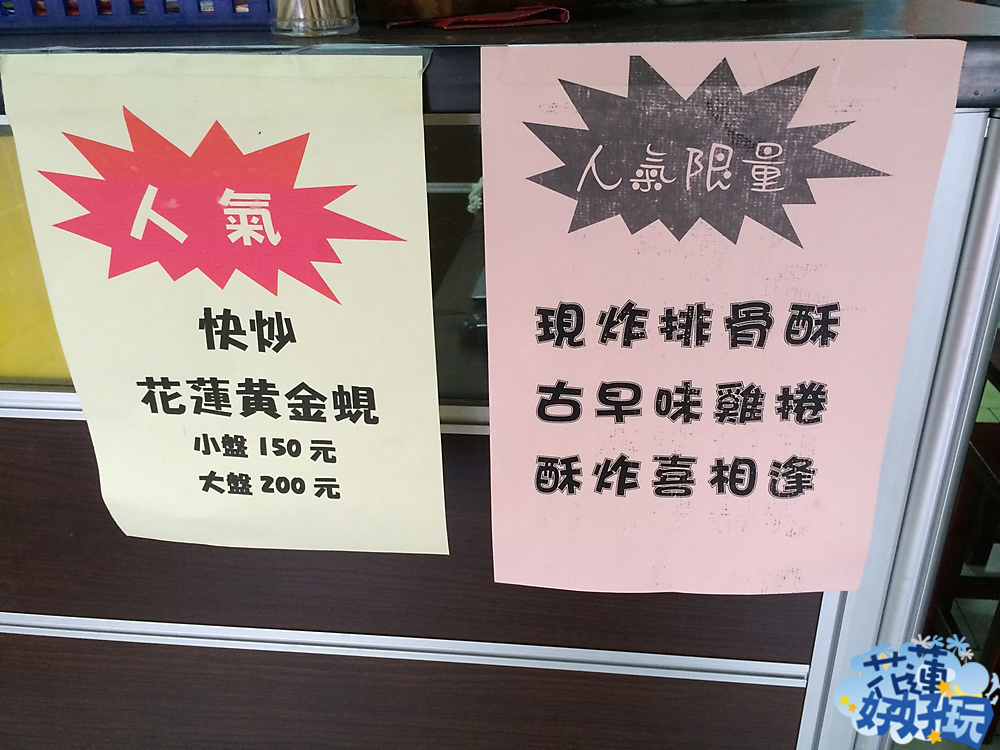 人氣
快炒
花蓮黃金蜆
小盤 150 元
大盤 200 元
人氣限量
現炸排骨酥
古早味雞捲
酥炸喜相逢
花蓮
好好玩